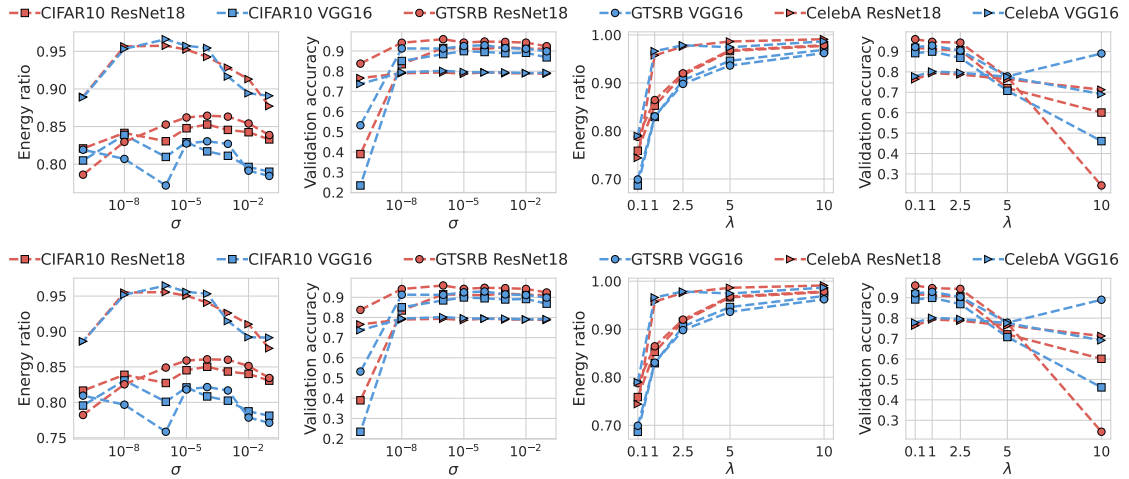 CIFAR10 ResNet18 CIFAR10 VGG16 GTSRB ResNet18 GTSRB VGG16 CelebA ResNet18 CelebA VGG16
Energy ratio
0.95
0.90
0.85
0.80
10⁻⁸ 10⁻⁵ 10⁻²
σ
Validation accuracy
0.9
0.8
0.7
0.6
0.5
0.4
0.3
0.2
10⁻⁸ 10⁻⁵ 10⁻²
σ
Energy ratio
1.00
0.90
0.80
0.70
0.1 1 2.5 5 10
λ
Validation accuracy
0.9
0.8
0.7
0.6
0.5
0.4
0.3
0.1 1 2.5 5 10
λ
CIFAR10 ResNet18 CIFAR10 VGG16 GTSRB ResNet18 GTSRB VGG16 CelebA ResNet18 CelebA VGG16
Energy ratio
0.95
0.90
0.85
0.80
0.75
10⁻⁸ 10⁻⁵ 10⁻²
σ
Validation accuracy
0.9
0.8
0.7
0.6
0.5
0.4
0.3
0.2
10⁻⁸ 10⁻⁵ 10⁻²
σ
Energy ratio
1.00
0.90
0.80
0.70
0.1 1 2.5 5 10
λ
Validation accuracy
0.9
0.8
0.7
0.6
0.5
0.4
0.3
0.1 1 2.5 5 10
λ